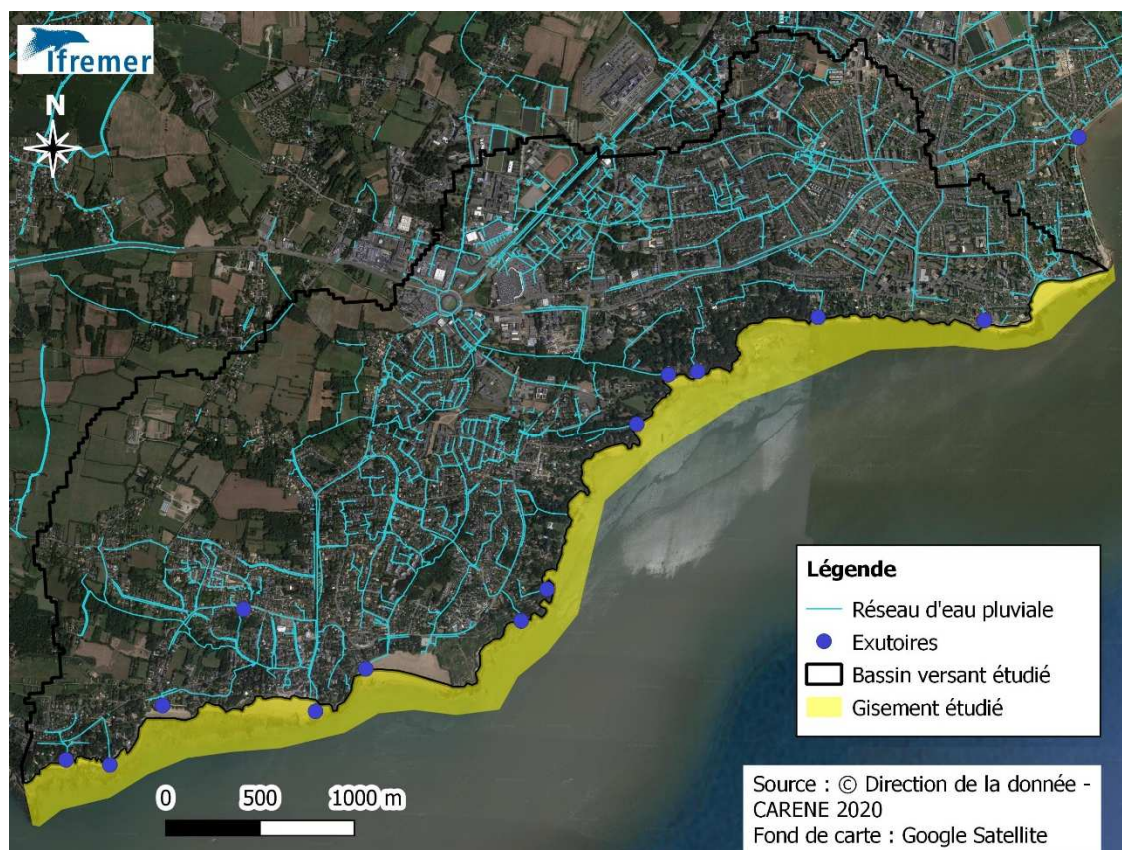 Ifremer
N
Légende
Réseau d'eau pluviale
Exutoires
Bassin versant étudié
Gisement étudié
0 500 1000 m
Source : © Direction de la donnée -
CARENE 2020
Fond de carte : Google Satellite